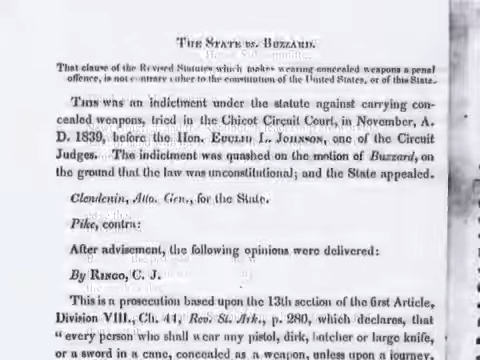 THE STATE vs. BUZZARD.
That clause of the Revised Statutes which makes wearing concealed weapons a penal
offence, is not contrary either to the constitution of the United States, or of this State.
THIS was an indictment under the statute against carrying con-
cealed weapons, tried in the Chicot Circuit Court, in November, A.
D. 1839, before the Hon. EUCLID L. JOHNSON, one of the Circuit
Judges. The indictment was quashed on the motion of Buzzard, on
the ground that the law was unconstitutional; and the State appealed.
Clendenin, Atto. Gen., for the State.
Pike, contra:
After advisement, the following opinions were delivered:
By RINGO, C. J.
This is a prosecution based upon the 13th section of the first Article,
Division VIII., Ch. 44, Rev. St. Ark., p. 280, which declares, that
"every person who shall wear any pistol, dirk, butcher or large knife,
or a sword in a cane, concealed as a weapon, unless upon a journey